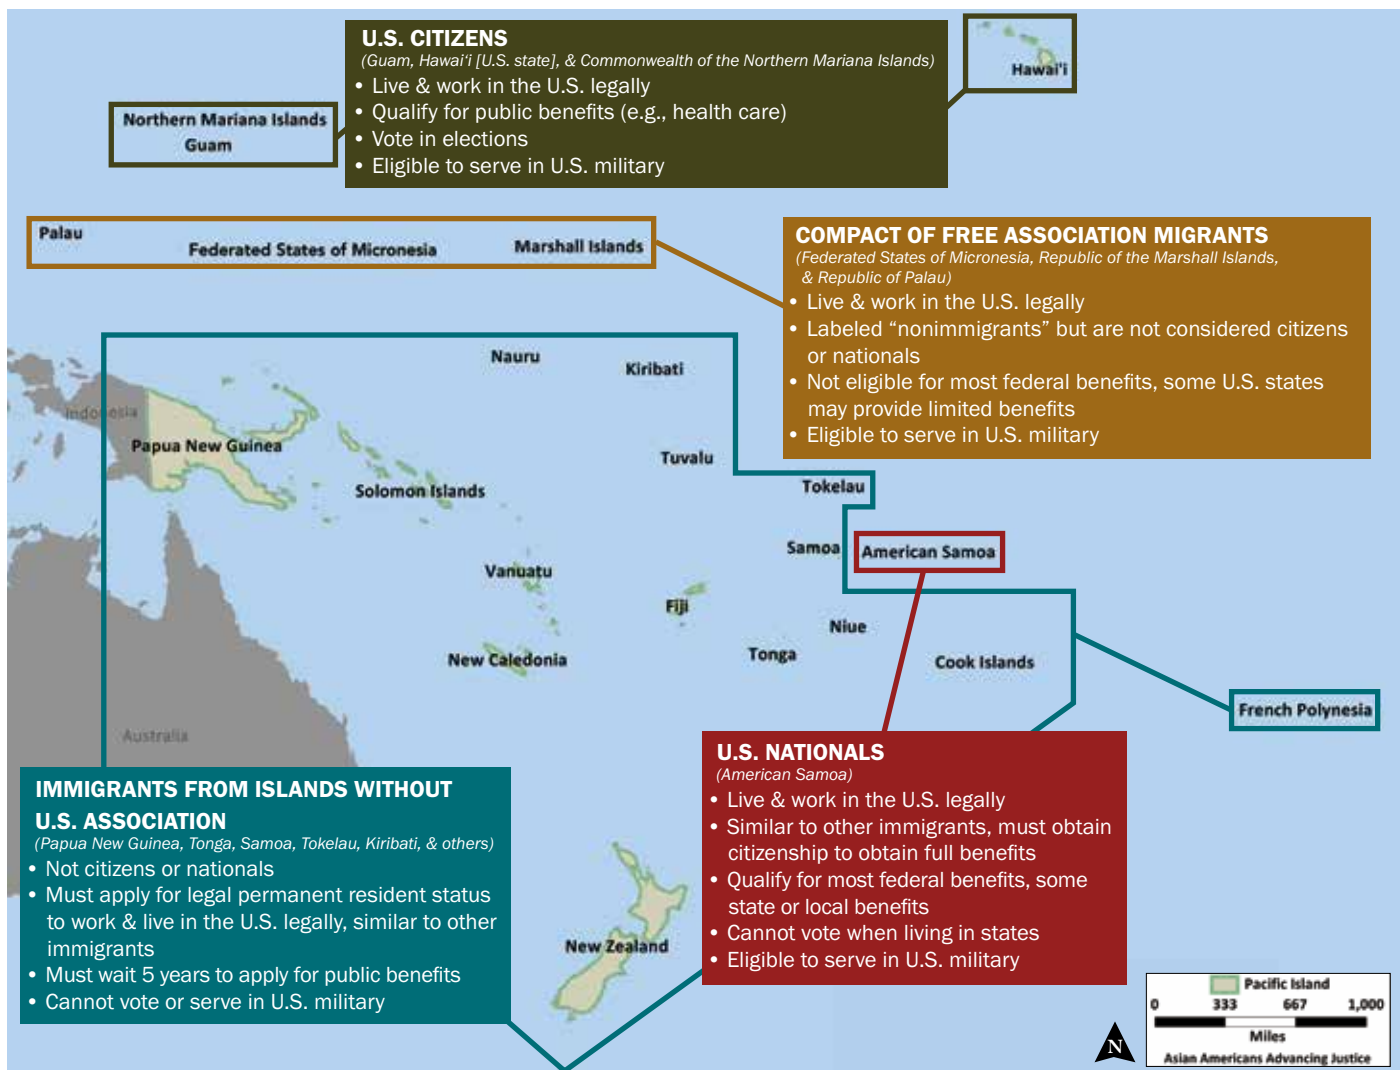 U.S. CITIZENS
(Guam, Hawai‘i [U.S. state], & Commonwealth of the Northern Mariana Islands)
• Live & work in the U.S. legally
• Qualify for public benefits (e.g., health care)
• Vote in elections
• Eligible to serve in U.S. military
Hawai'i
Northern Mariana Islands
Guam
Palau
Federated States of Micronesia
Marshall Islands
COMPACT OF FREE ASSOCIATION MIGRANTS
(Federated States of Micronesia, Republic of the Marshall Islands,
& Republic of Palau)
• Live & work in the U.S. legally
• Labeled “nonimmigrants” but are not considered citizens
or nationals
• Not eligible for most federal benefits, some U.S. states
may provide limited benefits
• Eligible to serve in U.S. military
Nauru
Kiribati
Indonesia
Papua New Guinea
Tuvalu
Solomon Islands
Tokelau
Samoa
American Samoa
Vanuatu
Fiji
Niue
New Caledonia
Tonga
Cook Islands
French Polynesia
Australia
U.S. NATIONALS
(American Samoa)
• Live & work in the U.S. legally
• Similar to other immigrants, must obtain
citizenship to obtain full benefits
• Qualify for most federal benefits, some
state or local benefits
• Cannot vote when living in states
• Eligible to serve in U.S. military
IMMIGRANTS FROM ISLANDS WITHOUT
U.S. ASSOCIATION
(Papua New Guinea, Tonga, Samoa, Tokelau, Kiribati, & others)
• Not citizens or nationals
• Must apply for legal permanent resident status
to work & live in the U.S. legally, similar to other
immigrants
• Must wait 5 years to apply for public benefits
• Cannot vote or serve in U.S. military
New Zealand
N
Pacific Island
0 333 667 1,000
Miles
Asian Americans Advancing Justice